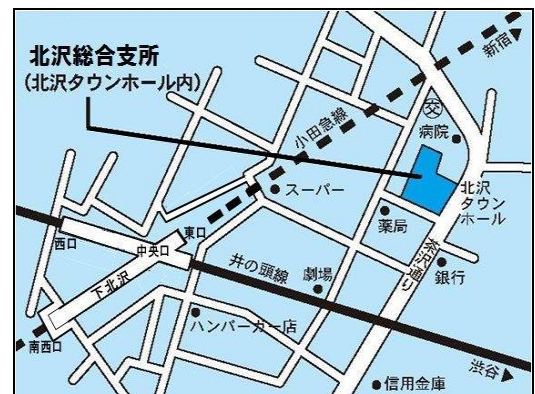 北沢総合支所
(北沢タウンホール内)
新宿
小田急線
交
病院
スーパー
北沢
タウン
ホール
薬局
東口
西口
中央口
井の頭線
茶沢通り
銀行
劇場
下北沢
ハンバーガー店
南西口
渋谷
信用金庫